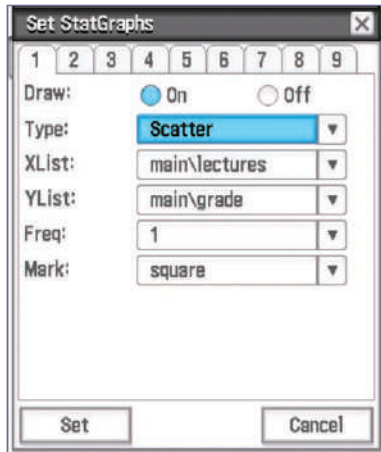 Set StatGraphs
1 2 3 4 5 6 7 8 9
Draw: On Off
Type: Scatter
XList: main\lectures
YList: main\grade
Freq: 1
Mark: square
Set Cancel